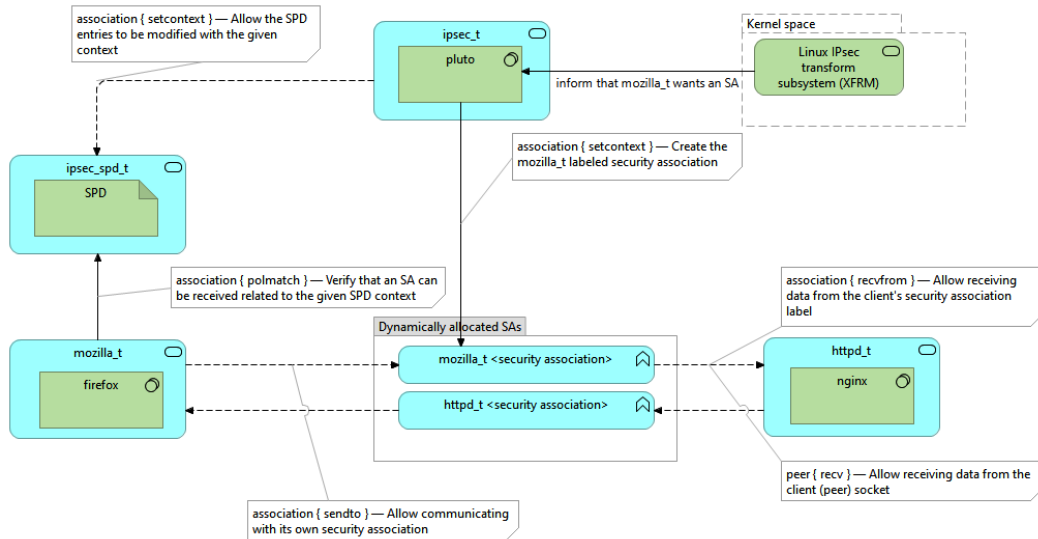 association { setcontext } — Allow the SPD
entries to be modified with the given
context
ipsec_t
pluto
Kernel space
Linux IPsec
transform
subsystem (XFRM)
inform that mozilla_t wants an SA
association { setcontext } — Create the
mozilla_t labeled security association
ipsec_spd_t
SPD
association { polmatch } — Verify that an SA can
be received related to the given SPD context
association { recvfrom } — Allow receiving
data from the client's security association
label
Dynamically allocated SAs
mozilla_t
firefox
mozilla_t <security association>
httpd_t <security association>
httpd_t
nginx
peer { recv } — Allow receiving data from the
client (peer) socket
association { sendto } — Allow communicating
with its own security association